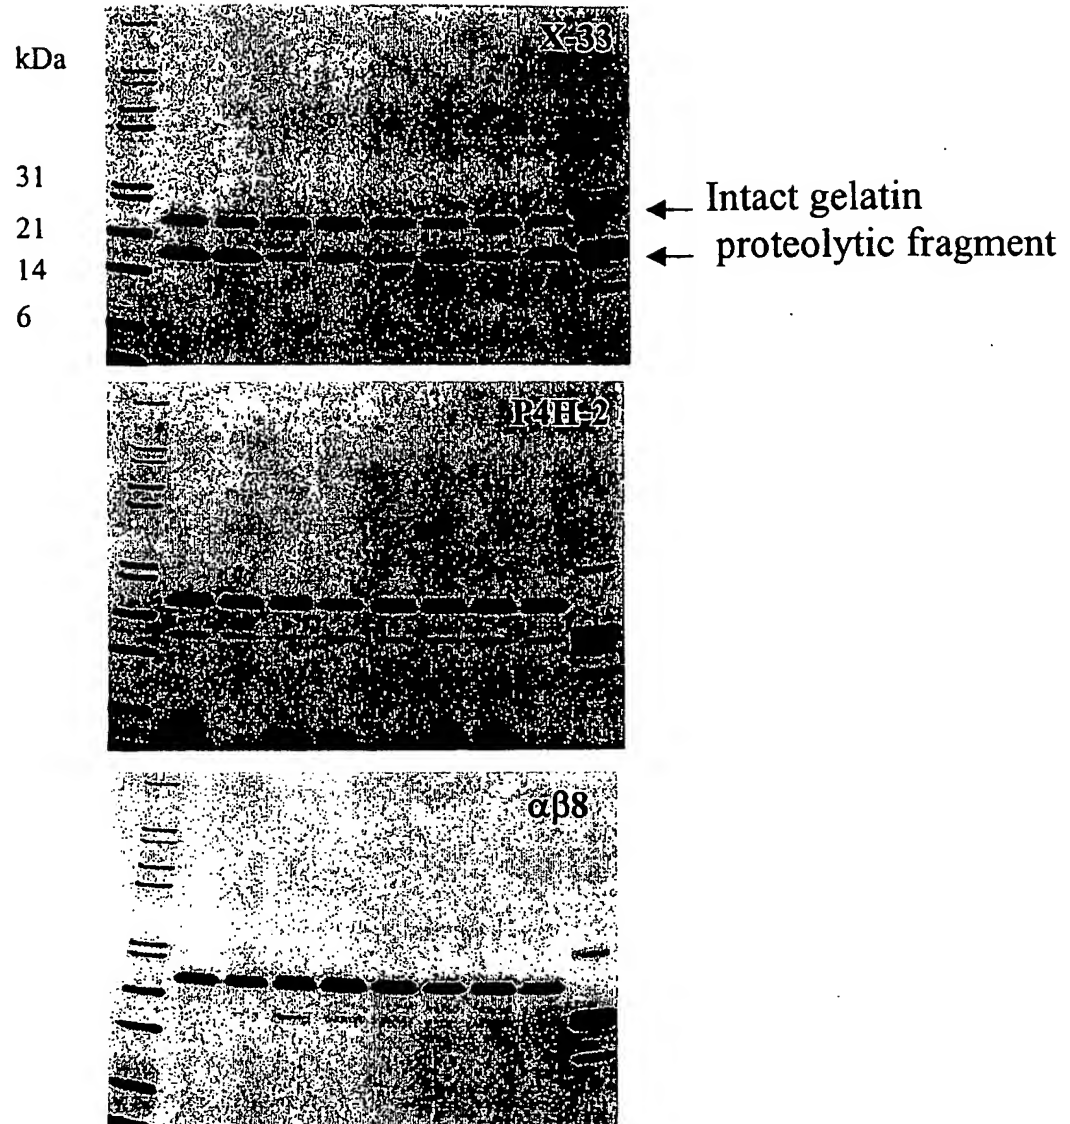 X-33
kDa
31
21
14
6
← Intact gelatin
← proteolytic fragment
P4H-2
αβ8